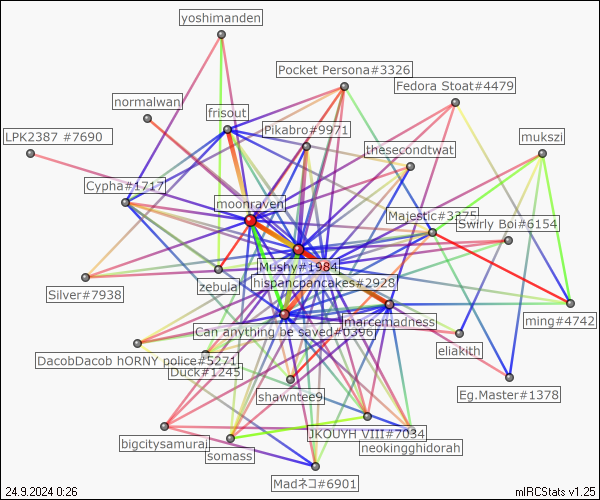 yoshimanden
Pocket Persona#3326
Fedora Stoat#4479
normalwan
frisout
Pikabro#9971
mukszi
LPK2387 #7690
thesecondtwat
Cypha#1717
moonraven
Majestic#3275
Swirly Boi#6154
Mushy#1984
zebula
hispancpancakes#2928
Silver#7938
Can anything be saved#0396
marcemadness
ming#4742
DacobDacob hORNY police#5271
eliakith
Duck#1245
shawntee9
Eg.Master#1378
JKOUYH VIII#7034
bigcitysamurai
somass
neokingghidorah
Madネコ#6901
24.9.2024 0:26
mIRCStats v1.25